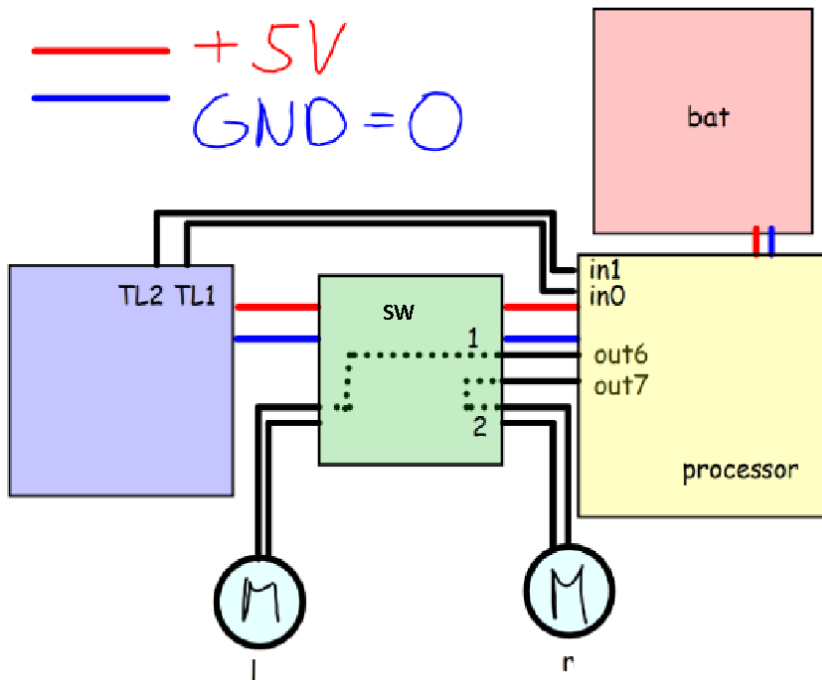 +5V
GND = 0
bat
in1
in0
TL2 TL1
sw
1
out6
out7
2
processor
M
M
l
r